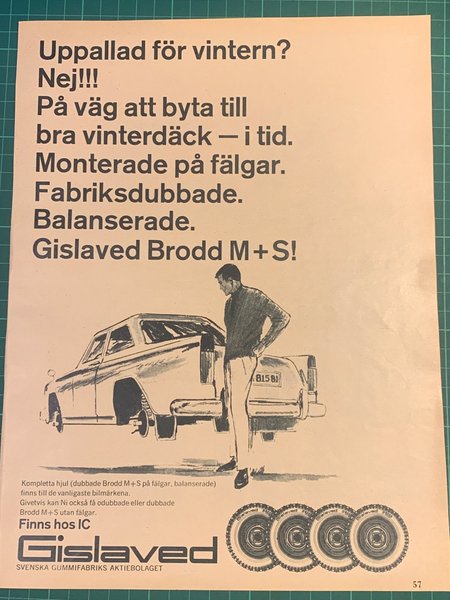 Uppallad för vintern?
Nej!!!
På väg att byta till
bra vinterdäck — i tid.
Monterade på fälgar.
Fabriksdubbade.
Balanserade.
Gislaved Brodd M+S!
B15 81
Kompletta hjul (dubbade Brodd M+S på fälgar, balanserade)
finns till de vanligaste bilmärkena.
Givetvis kan Ni också få odubbade eller dubbade
Brodd M+S utan fälgar.
Finns hos IC
Gislaved
SVENSKA GUMMIFABRIKS AKTIEBOLAGET
57